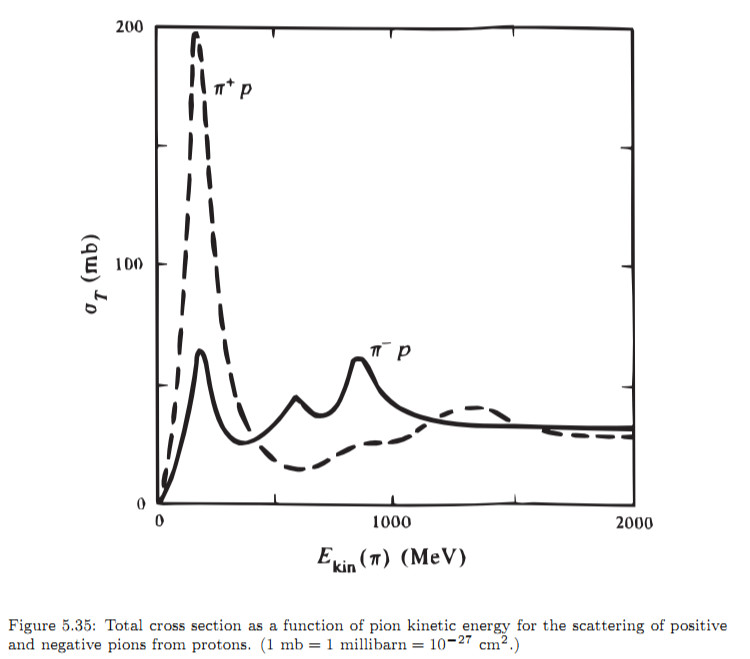 200
π⁺ p
σ_T (mb)
100
π⁻ p
0
0 1000 2000
E_kin(π) (MeV)
Figure 5.35: Total cross section as a function of pion kinetic energy for the scattering of positive
and negative pions from protons. (1 mb = 1 millibarn = 10⁻²⁷ cm².)